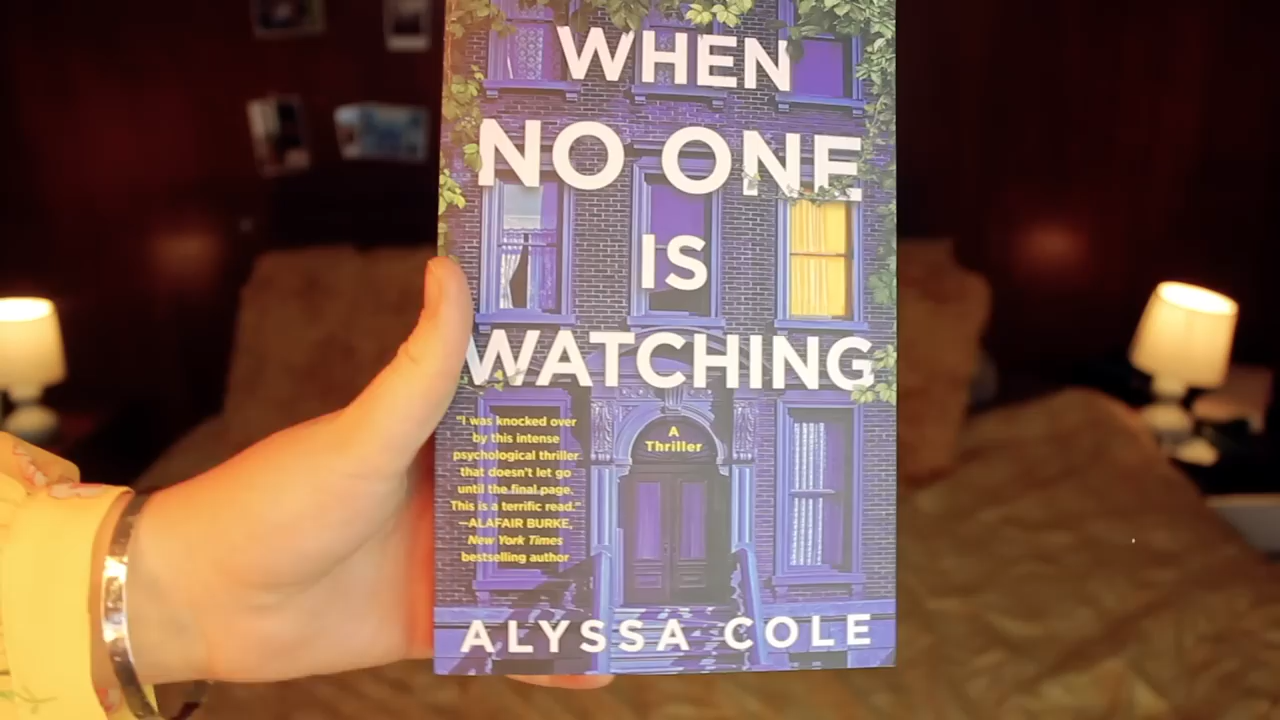 WHEN
NO ONE
IS
WATCHING
"I was knocked over
by this intense
psychological thriller
that doesn't let go
until the final page.
This is a terrific read."
—ALAFAIR BURKE,
New York Times
bestselling author
A
Thriller
ALYSSA COLE